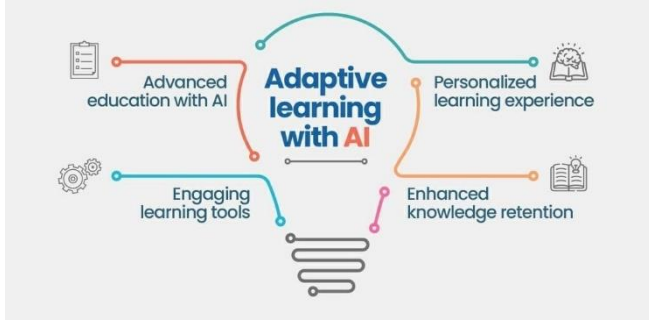 Adaptive
learning
with AI
Advanced
education with AI
Personalized
learning experience
Engaging
learning tools
Enhanced
knowledge retention